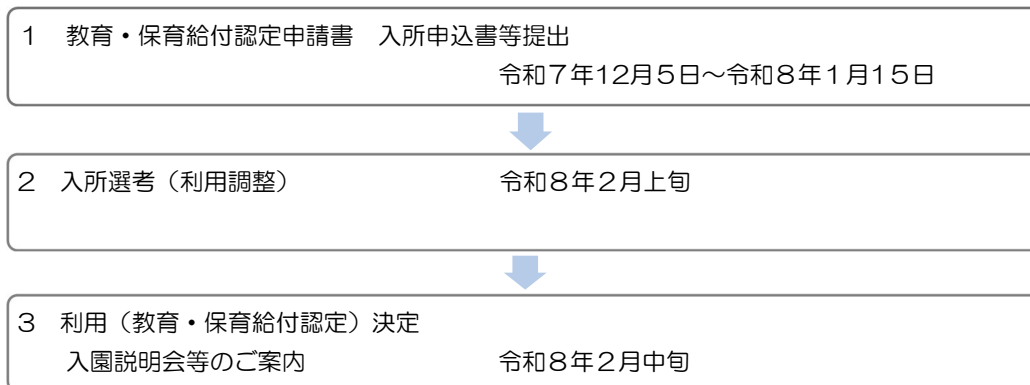 １　教育・保育給付認定申請書　入所申込書等提出
令和７年12月５日～令和８年１月１５日
２　入所選考（利用調整）　令和８年２月上旬
３　利用（教育・保育給付認定）決定
入園説明会等のご案内　令和８年２月中旬